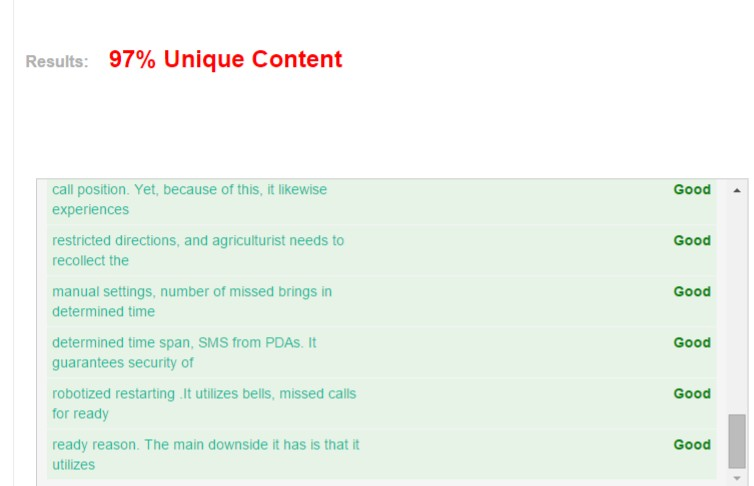 Results: 97% Unique Content
call position. Yet, because of this, it likewise Good
experiences
restricted directions, and agriculturist needs to Good
recollect the
manual settings, number of missed brings in Good
determined time
determined time span, SMS from PDAs. It Good
guarantees security of
robotized restarting .It utilizes bells, missed calls Good
for ready
ready reason. The main downside it has is that it Good
utilizes